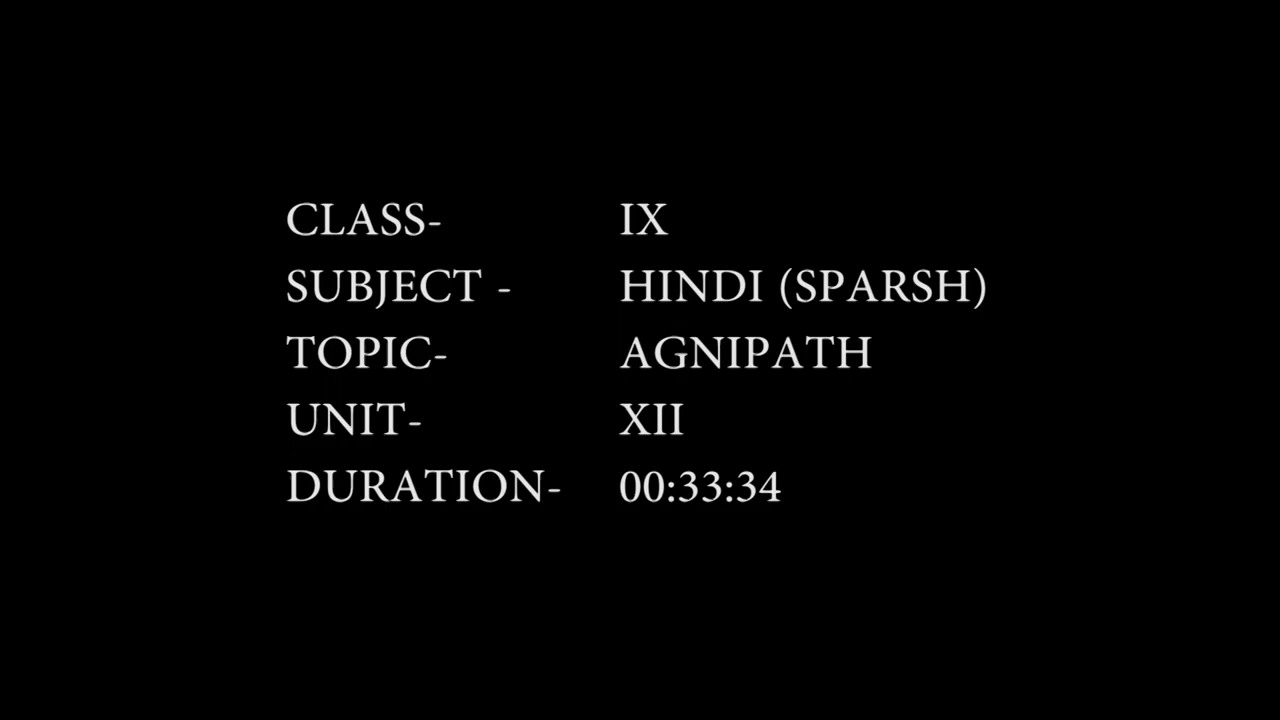 CLASS- IX
SUBJECT - HINDI (SPARSH)
TOPIC- AGNIPATH
UNIT- XII
DURATION- 00:33:34